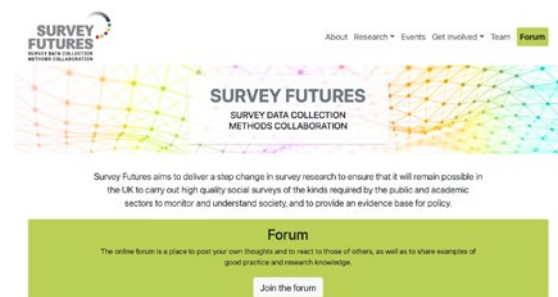 SURVEY
FUTURES
SURVEY DATA COLLECTION
METHODS COLLABORATION
About Research Events Get involved Team Forum
SURVEY FUTURES
SURVEY DATA COLLECTION
METHODS COLLABORATION
Survey Futures aims to deliver a step change in survey research to ensure that it will remain possible in
the UK to carry out high quality social surveys of the kinds required by the public and academic
sectors to monitor and understand society, and to provide an evidence base for policy.
Forum
The online forum is a place to post your own thoughts and to react to those of others, as well as to share examples of
good practice and research knowledge.
Join the forum